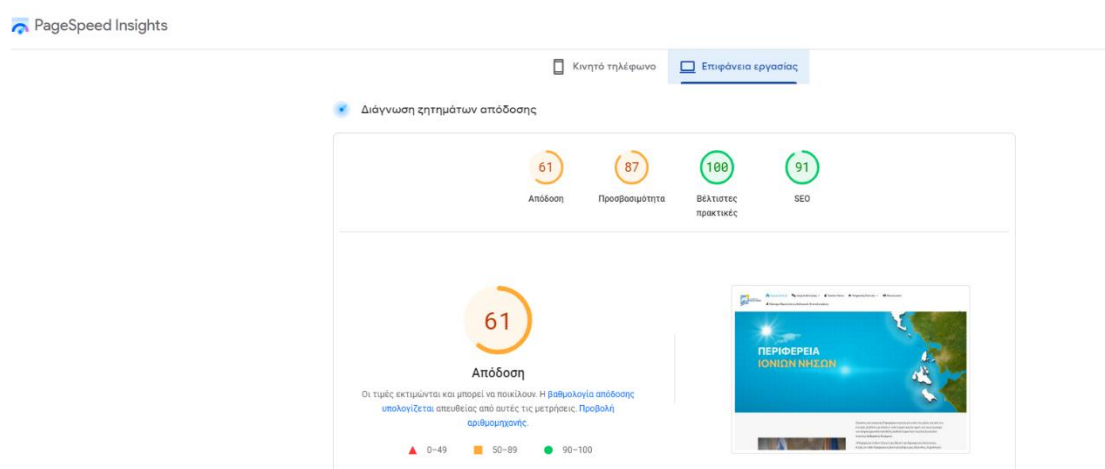 PageSpeed Insights
Κινητό τηλέφωνο
Επιφάνεια εργασίας
Διάγνωση ζητημάτων απόδοσης
61
87
100
91
Απόδοση
Προσβασιμότητα
Βέλτιστες
πρακτικές
SEO
61
Απόδοση
Οι τιμές εκτιμώνται και μπορεί να ποικίλουν. Η βαθμολογία απόδοσης
υπολογίζεται απευθείας από αυτές τις μετρήσεις. Προβολή
αριθμομηχανής.
0–49
50–89
90–100
ΠΕΡΙΦΕΡΕΙΑ
ΙΟΝΙΩΝ ΝΗΣΩΝ